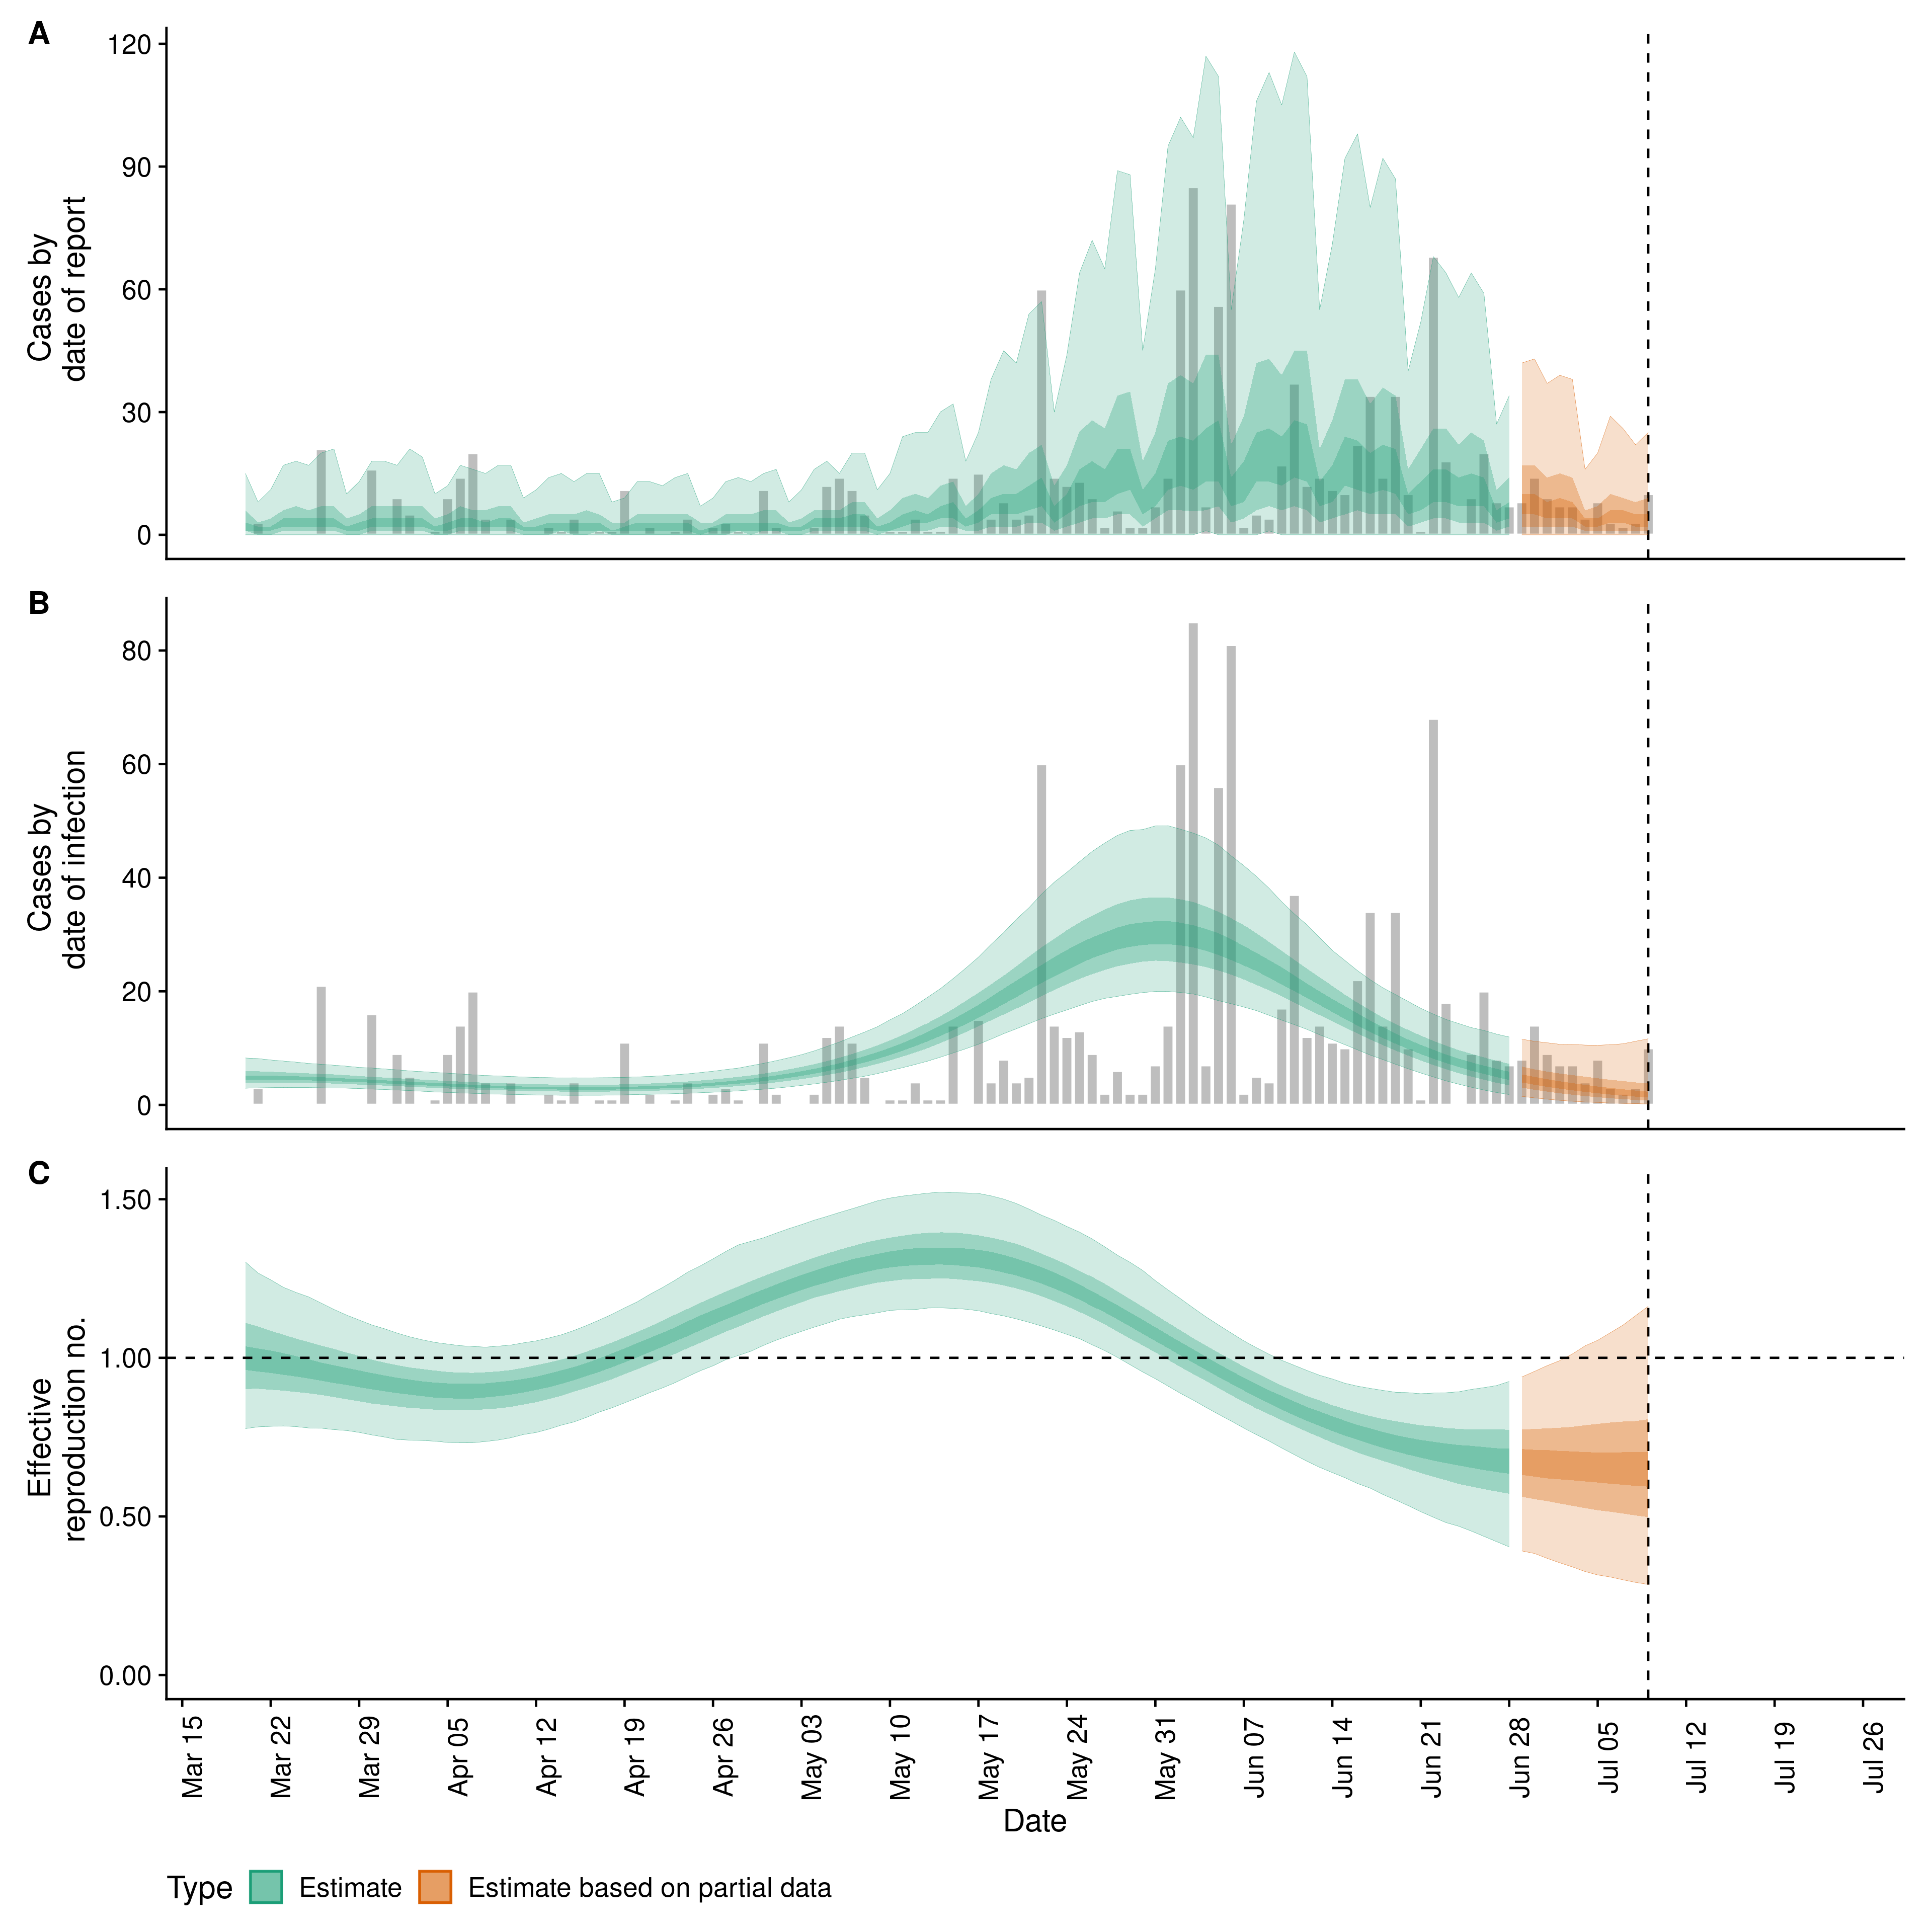 A
120
90
60
30
0
Cases by
date of report
B
80
60
40
20
0
Cases by
date of infection
C
1.50
1.00
0.50
0.00
Effective
reproduction no.
Mar 15
Mar 22
Mar 29
Apr 05
Apr 12
Apr 19
Apr 26
May 03
May 10
May 17
May 24
May 31
Jun 07
Jun 14
Jun 21
Jun 28
Jul 05
Jul 12
Jul 19
Jul 26
Date
Type Estimate Estimate based on partial data